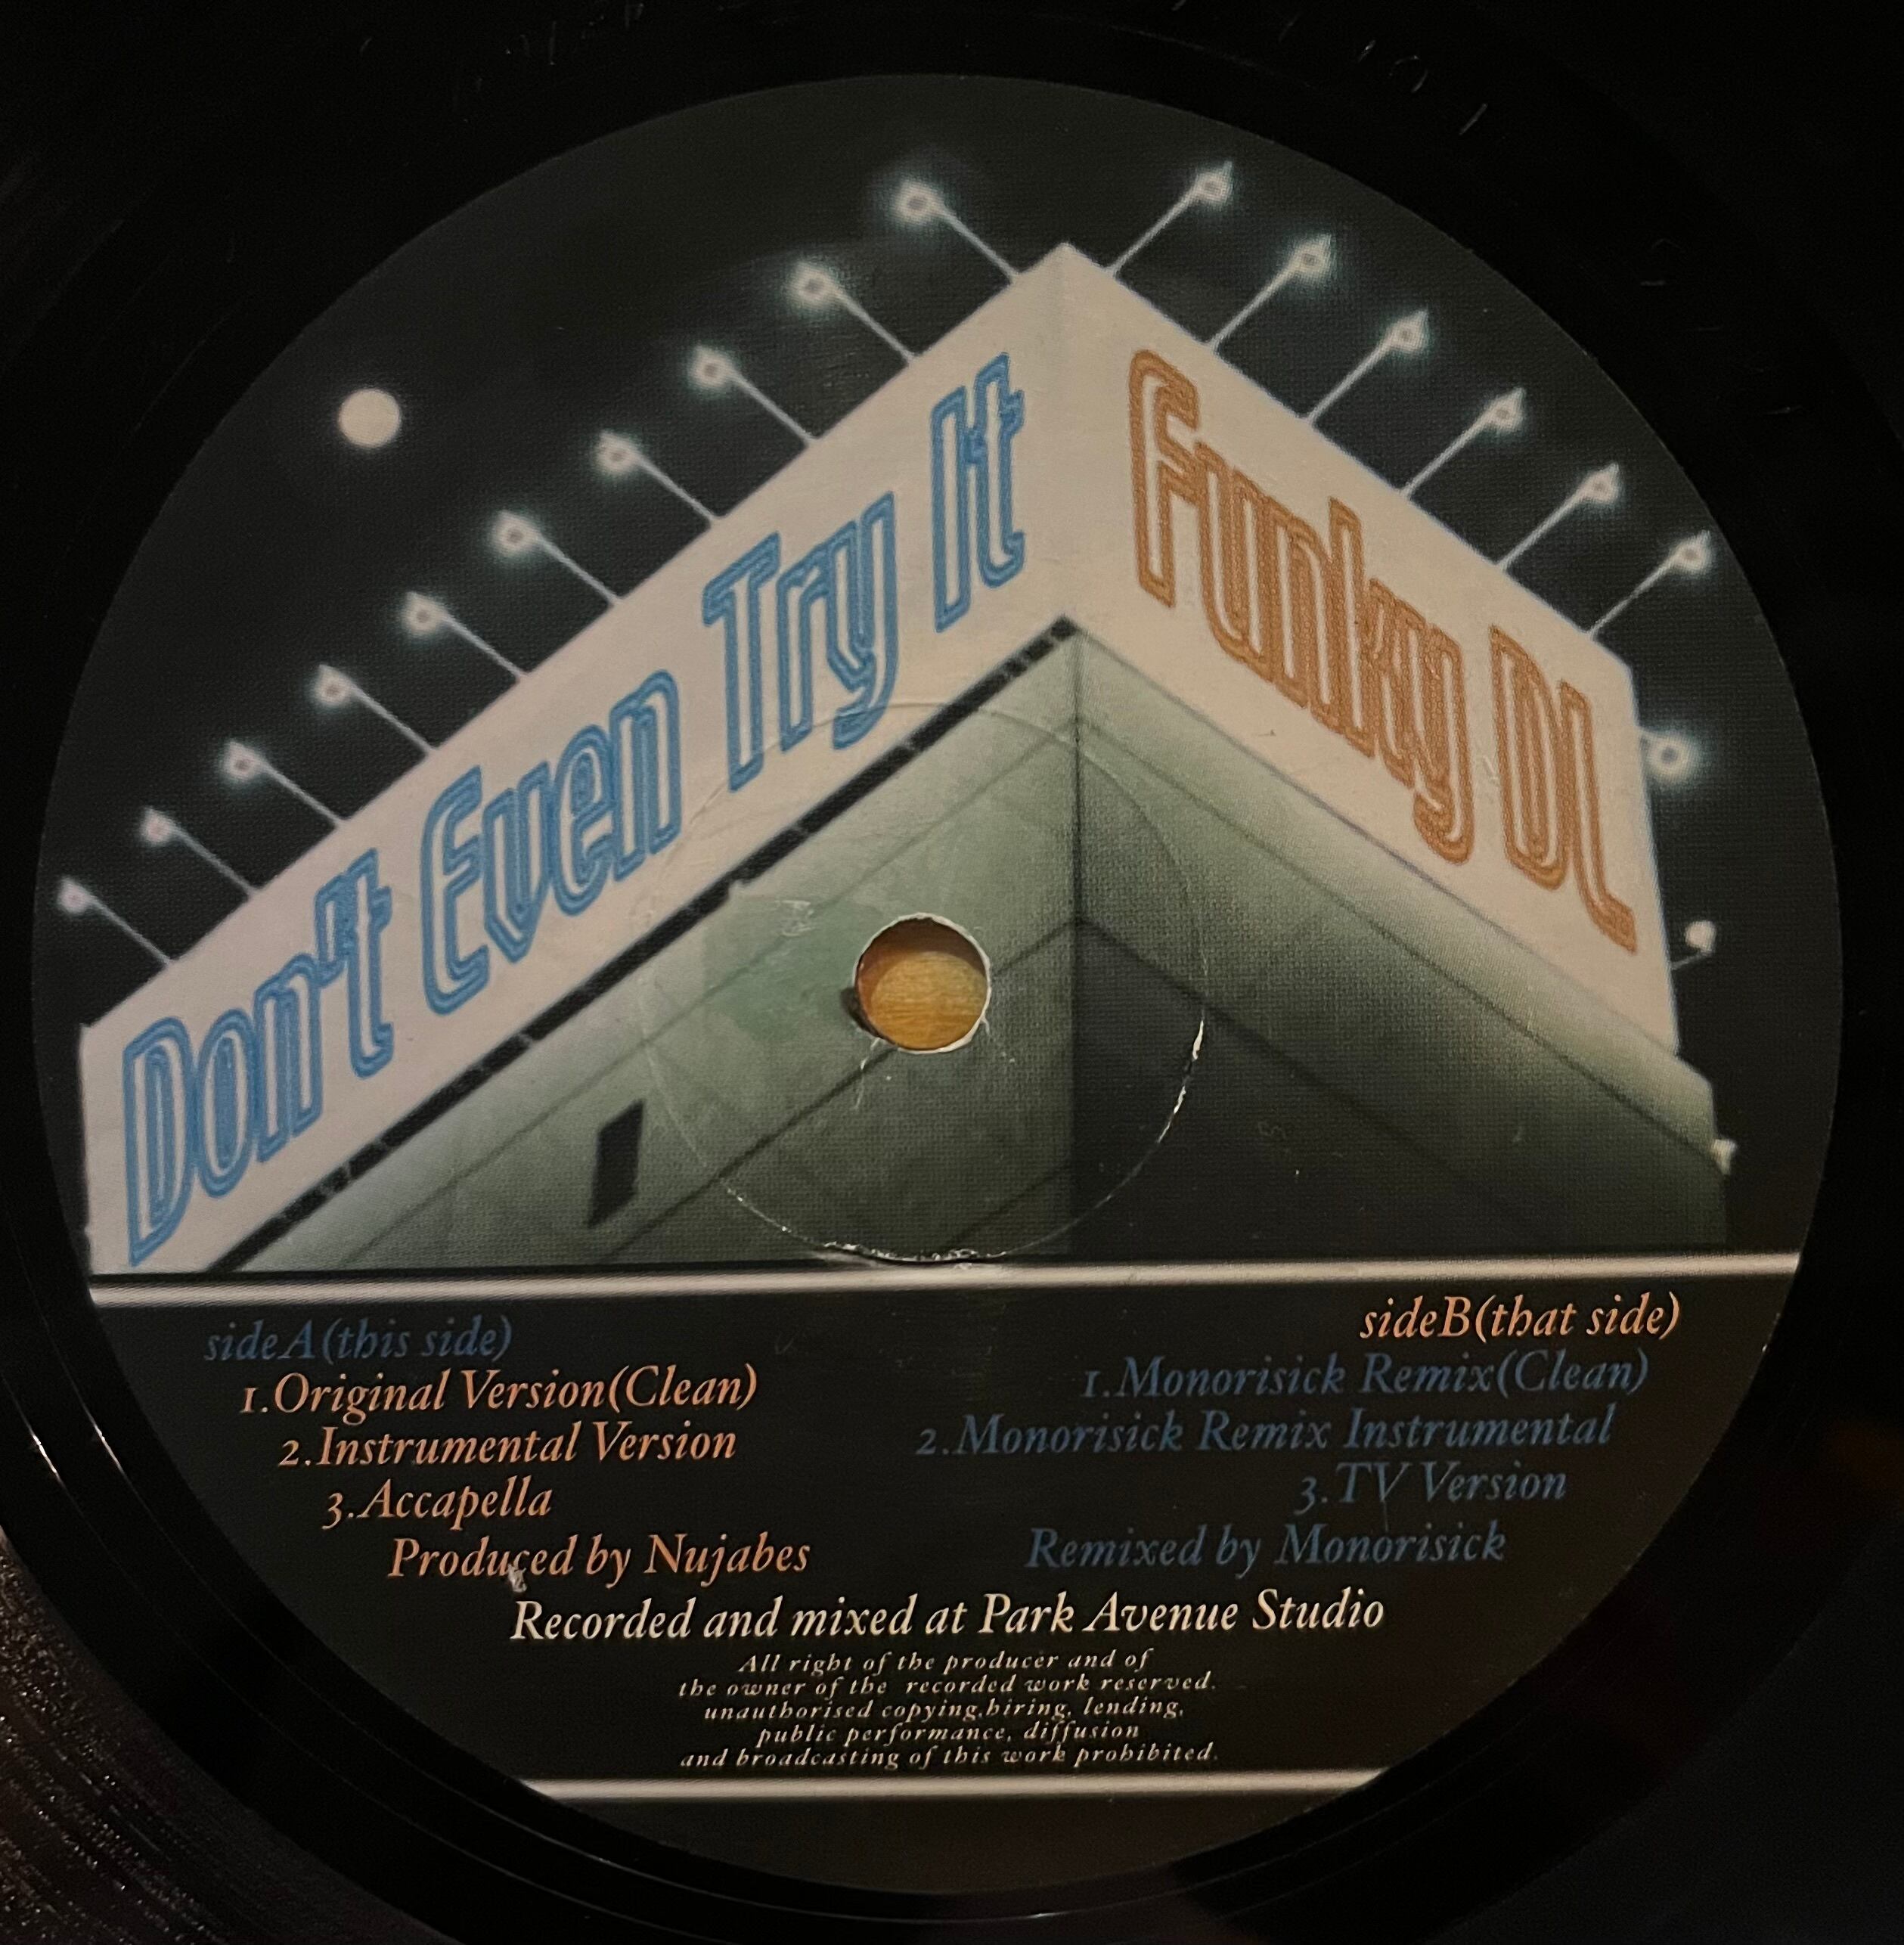 Don't Even Try It
Funky DL
sideA(this side)
1.Original Version(Clean)
2.Instrumental Version
3.Accapella
Produced by Nujabes
sideB(that side)
1.Monorisick Remix(Clean)
2.Monorisick Remix Instrumental
3.TV Version
Remixed by Monorisick
Recorded and mixed at Park Avenue Studio
All right of the producer and of
the owner of the recorded work reserved.
unauthorised copying,hiring, lending,
public performance, diffusion
and broadcasting of this work prohibited.